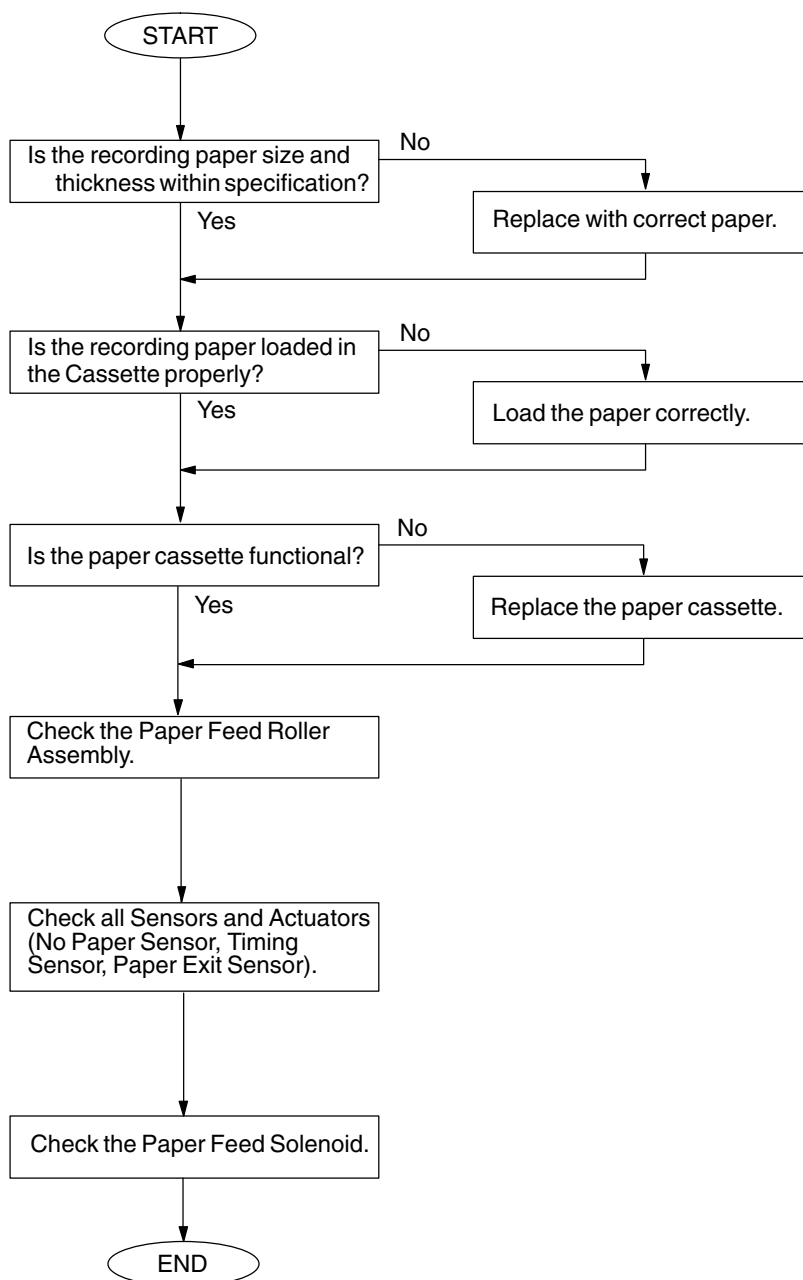 START
Is the recording paper size and
thickness within specification?
No
Yes
Replace with correct paper.
Is the recording paper loaded in
the Cassette properly?
No
Yes
Load the paper correctly.
Is the paper cassette functional?
No
Yes
Replace the paper cassette.
Check the Paper Feed Roller
Assembly.
Check all Sensors and Actuators
(No Paper Sensor, Timing
Sensor, Paper Exit Sensor).
Check the Paper Feed Solenoid.
END